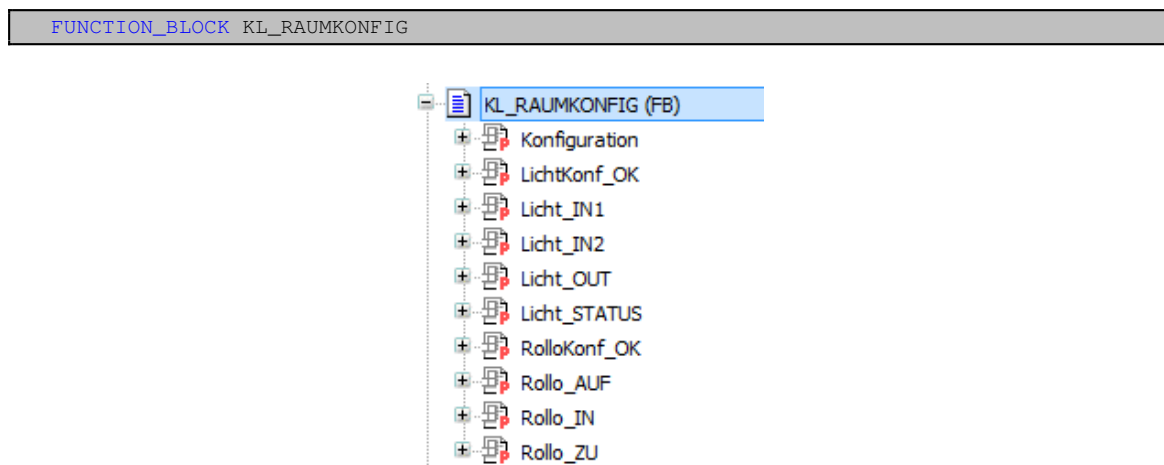 FUNCTION_BLOCK KL_RAUMKONFIG
KL_RAUMKONFIG (FB)
Konfiguration
LichtKonf_OK
Licht_IN1
Licht_IN2
Licht_OUT
Licht_STATUS
RolloKonf_OK
Rollo_AUF
Rollo_IN
Rollo_ZU